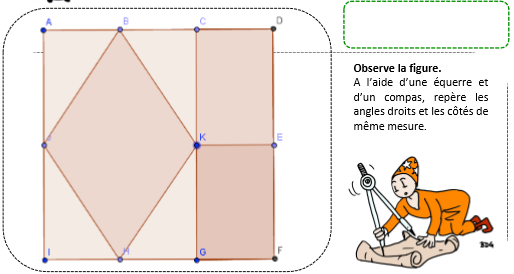 A B C D
Observe la figure.
A l'aide d'une équerre et
d'un compas, repère les
angles droits et les côtés de
même mesure.
J K E
I H G F